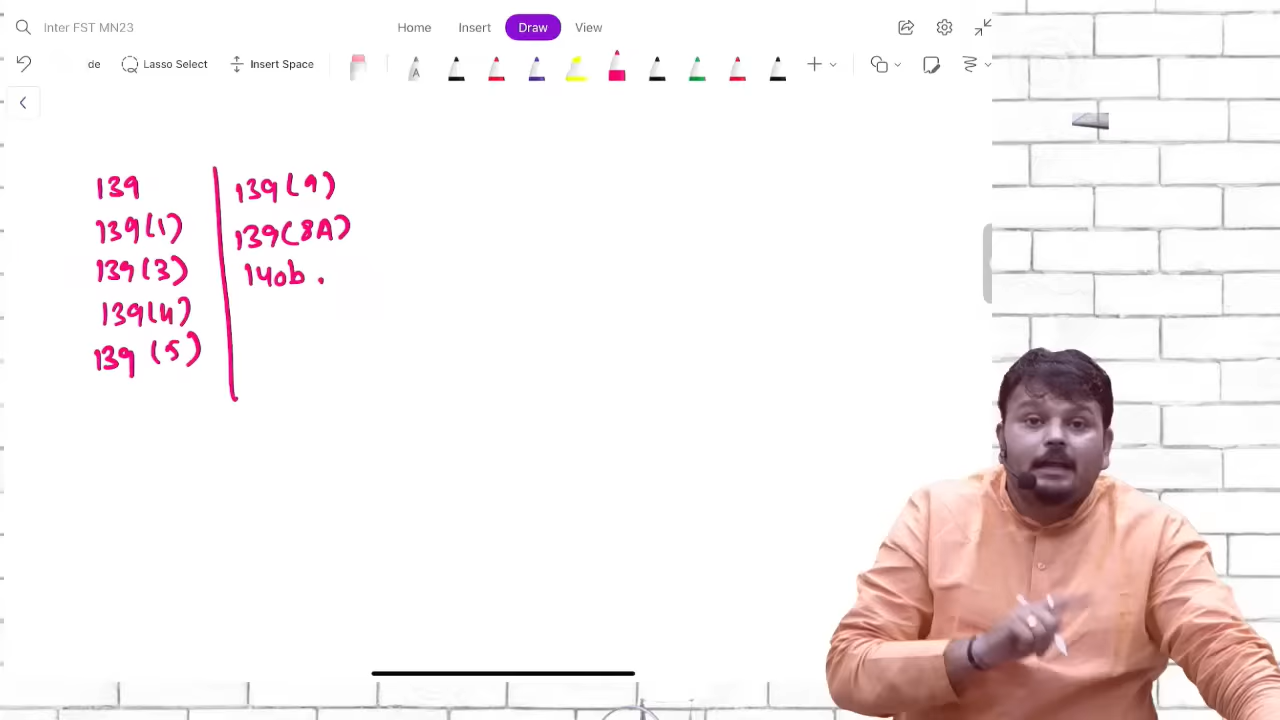 Inter FST MN23
Home Insert Draw View
de Lasso Select Insert Space
A
139
139(1)
139(3)
139(4)
139 (5)
139(9)
139(8A)
140b.